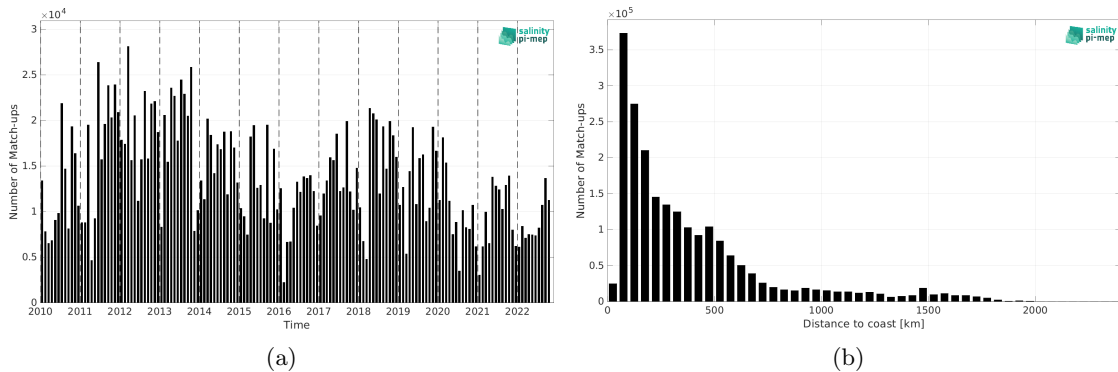 ×10⁴
3
2.5
2
1.5
1
0.5
0
Number of Match-ups
2010 2011 2012 2013 2014 2015 2016 2017 2018 2019 2020 2021 2022
Time
salinity
pi-mep
(a)
×10⁵
3.5
3
2.5
2
1.5
1
0.5
0
Number of Match-ups
0 500 1000 1500 2000
Distance to coast [km]
salinity
pi-mep
(b)